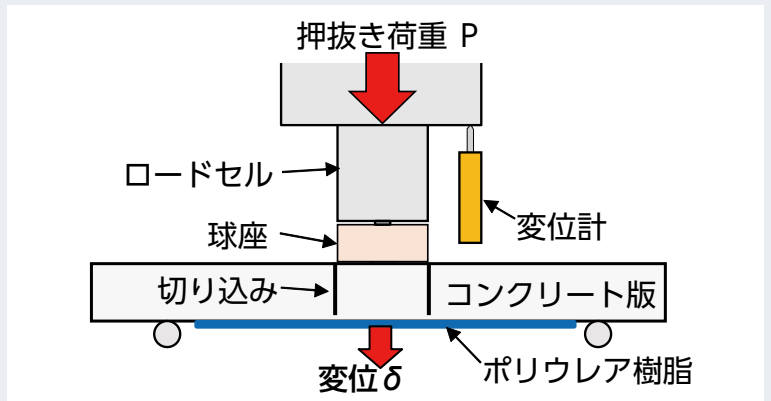 押抜き荷重 P
ロードセル
変位計
球座
切り込み
コンクリート版
ポリウレア樹脂
変位δ